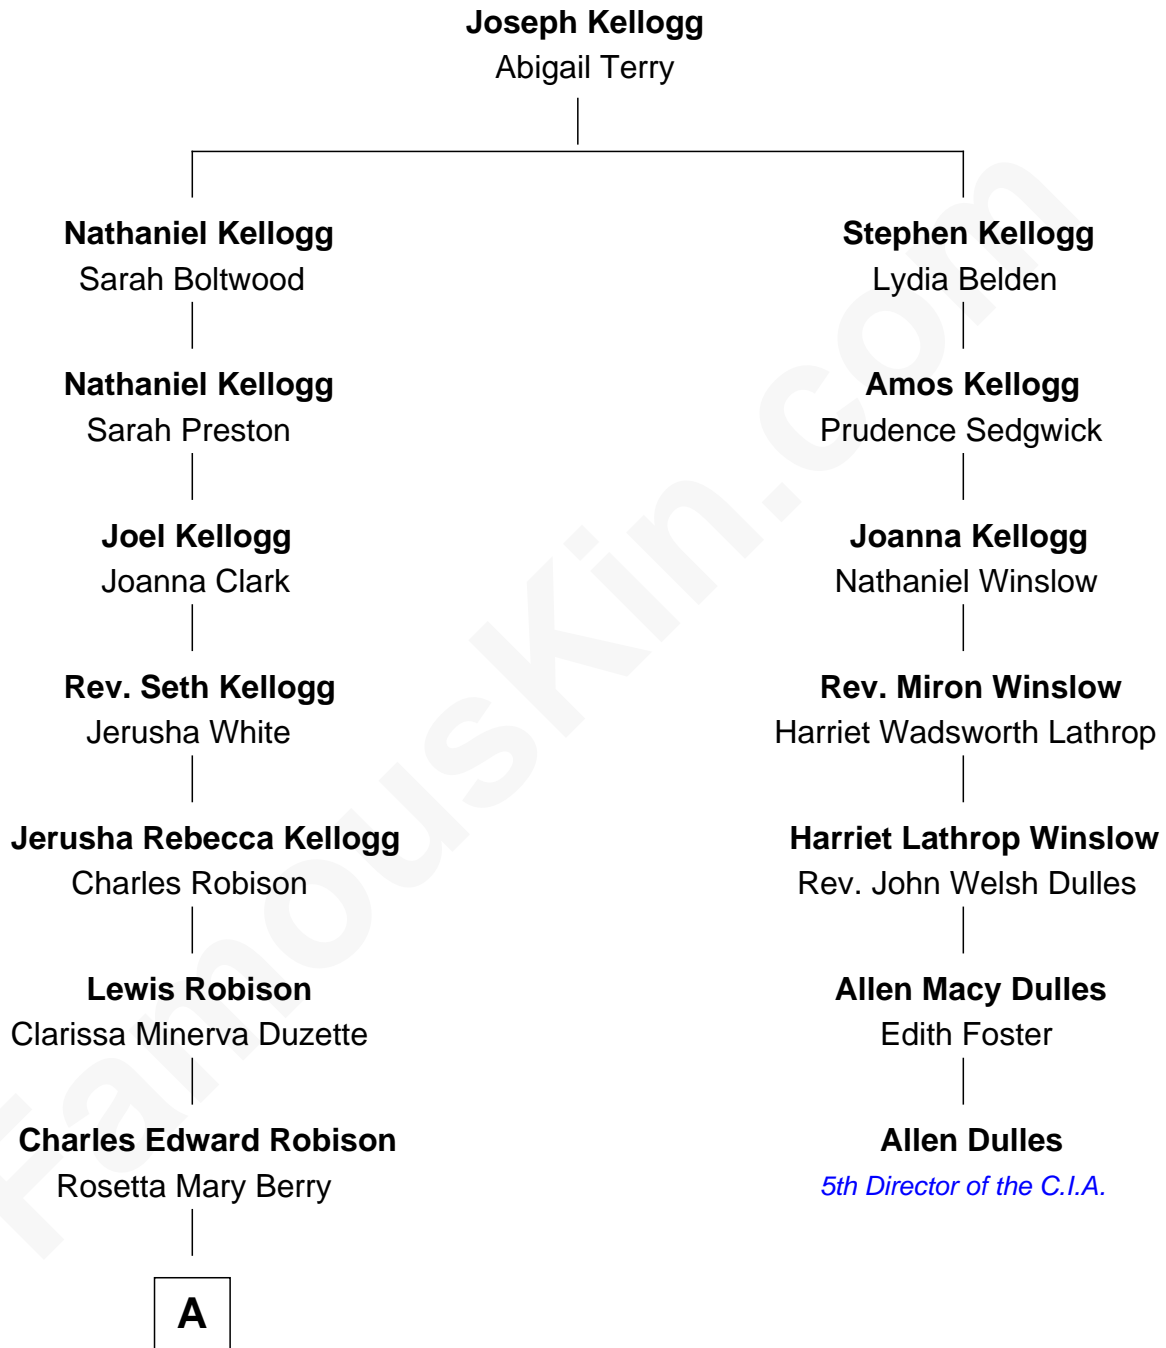 Joseph Kellogg
Abigail Terry
Nathaniel Kellogg
Sarah Boltwood
Stephen Kellogg
Lydia Belden
Nathaniel Kellogg
Sarah Preston
Amos Kellogg
Prudence Sedgwick
Joel Kellogg
Joanna Clark
Joanna Kellogg
Nathaniel Winslow
Rev. Seth Kellogg
Jerusha White
Rev. Miron Winslow
Harriet Wadsworth Lathrop
Jerusha Rebecca Kellogg
Charles Robison
Harriet Lathrop Winslow
Rev. John Welsh Dulles
Lewis Robison
Clarissa Minerva Duzette
Allen Macy Dulles
Edith Foster
Charles Edward Robison
Rosetta Mary Berry
Allen Dulles
5th Director of the C.I.A.
A
FamousKin.com